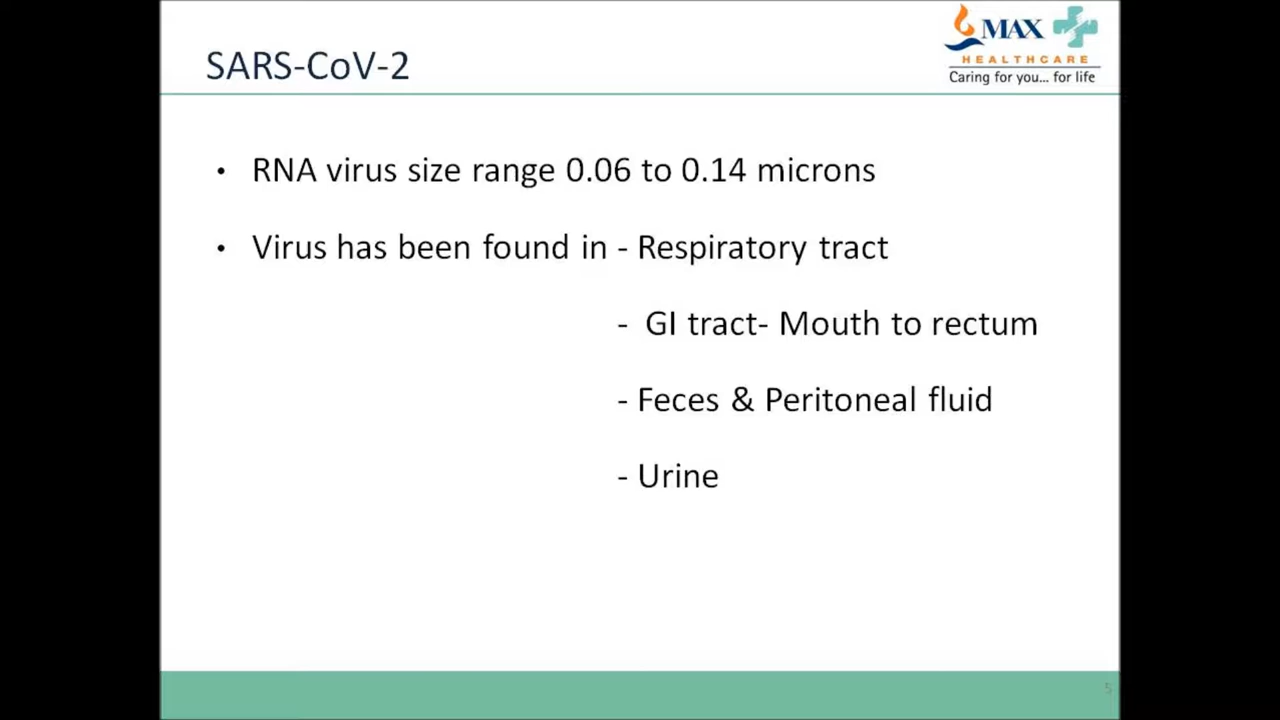 SARS-CoV-2
MAX
HEALTHCARE
Caring for you... for life
• RNA virus size range 0.06 to 0.14 microns
• Virus has been found in - Respiratory tract
- GI tract- Mouth to rectum
- Feces & Peritoneal fluid
- Urine
5